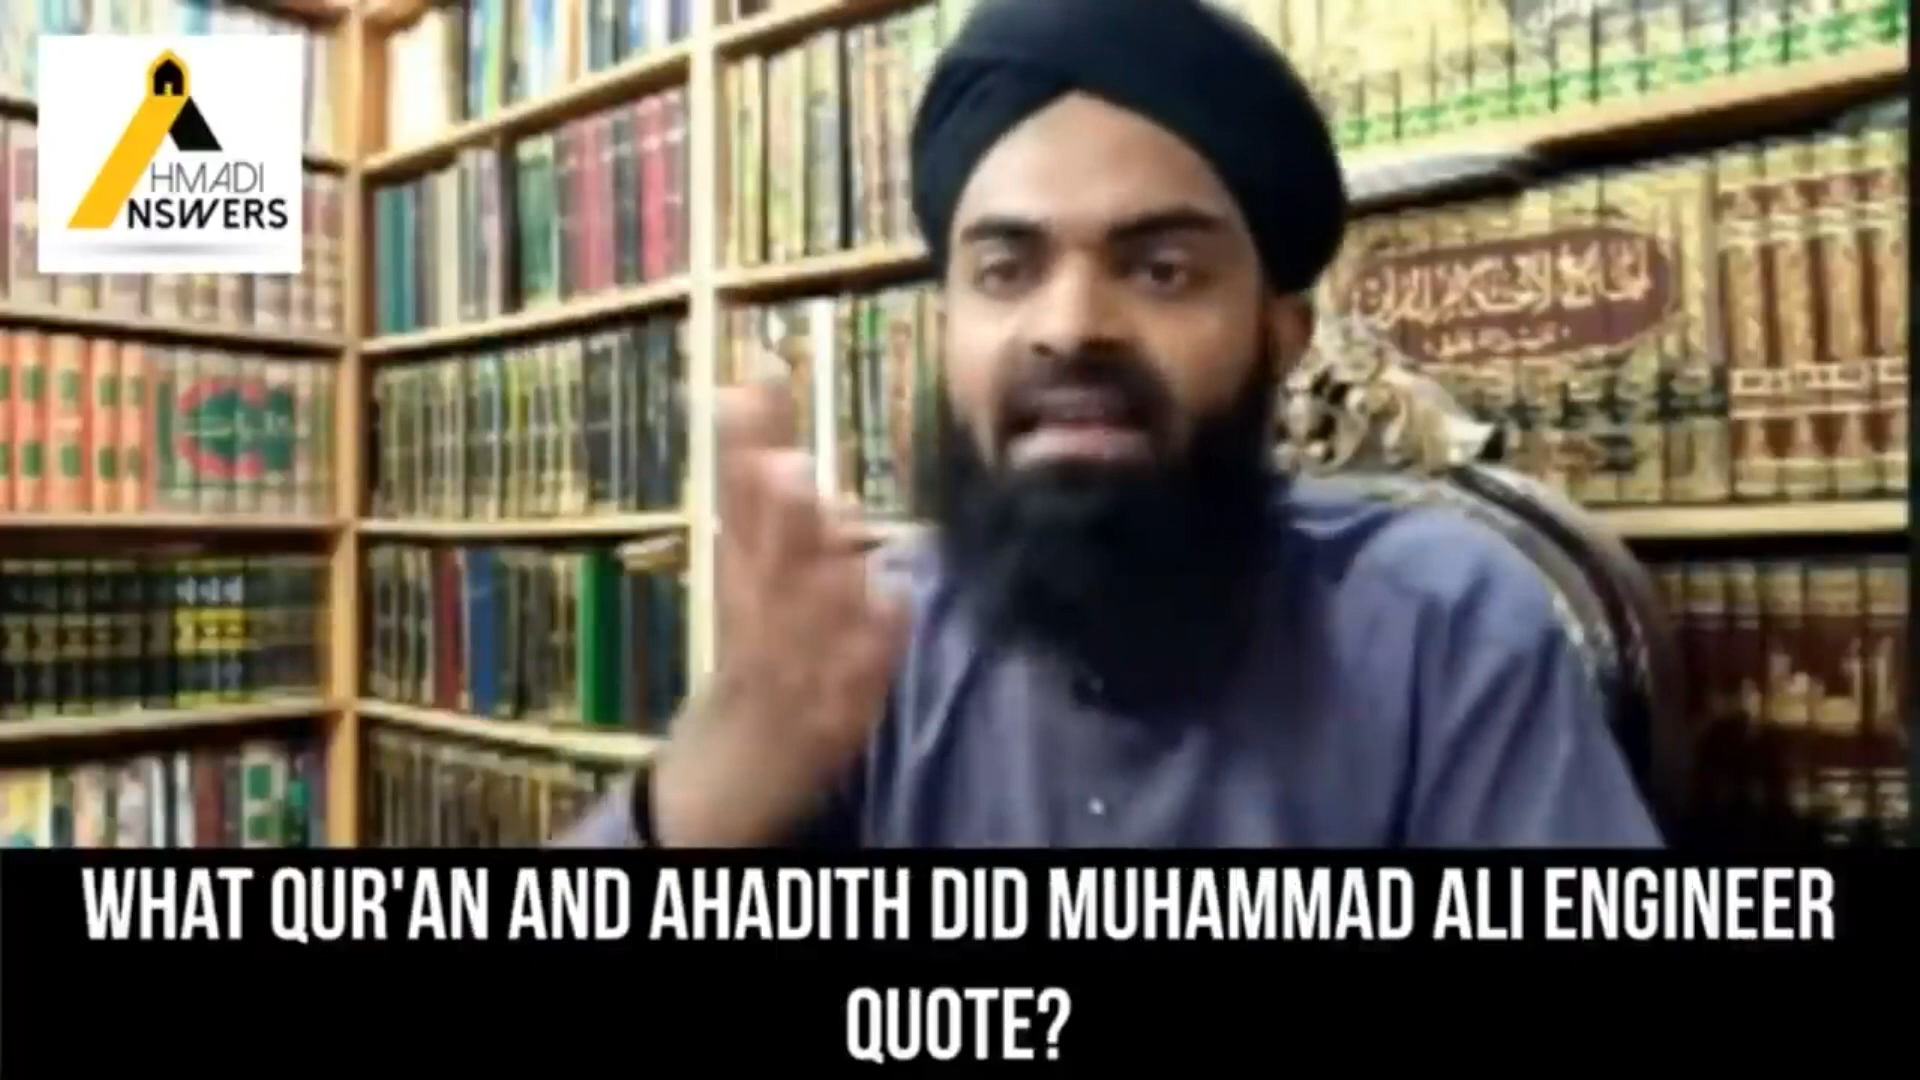 HMADI
NSWERS
WHAT QUR'AN AND AHADITH DID MUHAMMAD ALI ENGINEER
QUOTE?